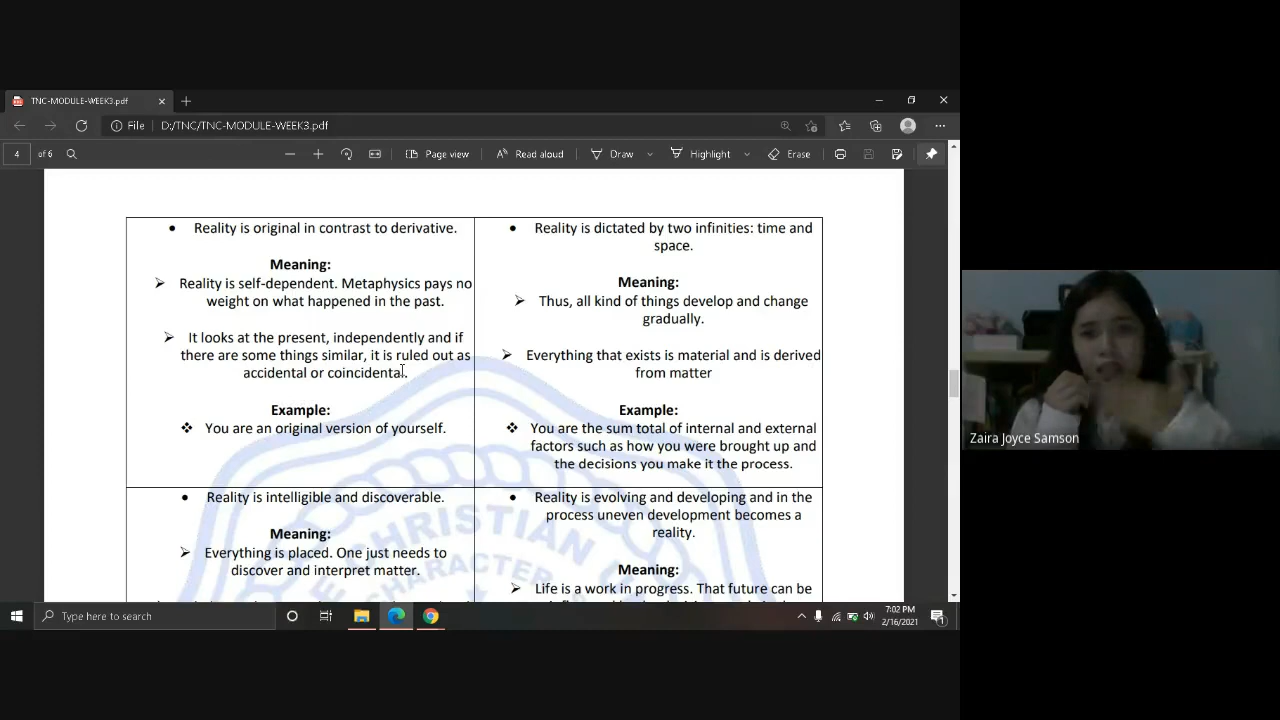 TNC-MODULE-WEEK3.pdf
File D:/TNC/TNC-MODULE-WEEK3.pdf
4 of 6 Page view Read aloud Draw Highlight Erase
• Reality is original in contrast to derivative.
Meaning:
➢ Reality is self-dependent. Metaphysics pays no
weight on what happened in the past.
➢ It looks at the present, independently and if
there are some things similar, it is ruled out as
accidental or coincidental.
Example:
❖ You are an original version of yourself.
• Reality is dictated by two infinities: time and
space.
Meaning:
➢ Thus, all kind of things develop and change
gradually.
➢ Everything that exists is material and is derived
from matter
Example:
❖ You are the sum total of internal and external
factors such as how you were brought up and
the decisions you make it the process.
• Reality is intelligible and discoverable.
Meaning:
➢ Everything is placed. One just needs to
discover and interpret matter.
• Reality is evolving and developing and in the
process uneven development becomes a
reality.
Meaning:
➢ Life is a work in progress. That future can be
CHRISTIAN
CHARACTER
Zaira Joyce Samson
Type here to search
7:02 PM
2/16/2021
1